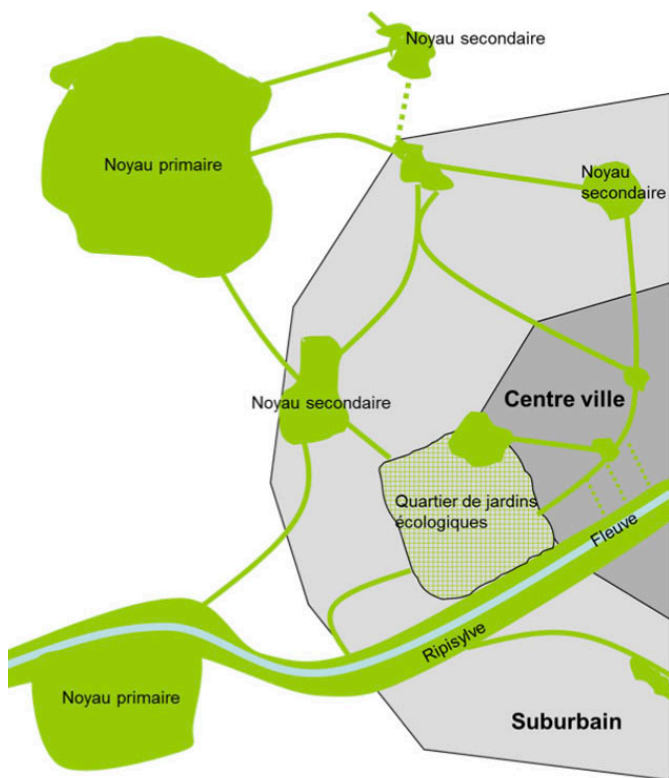 Noyau secondaire
Noyau primaire
Noyau
secondaire
Noyau secondaire
Centre ville
Quartier de jardins
écologiques
Fleuve
Ripisylve
Noyau primaire
Suburbain